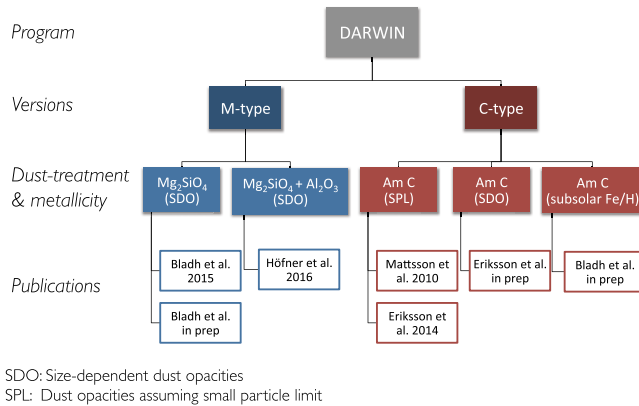 Program
DARWIN
Versions
M-type
C-type
Dust-treatment
& metallicity
Mg₂SiO₄
(SDO)
Mg₂SiO₄ + Al₂O₃
(SDO)
Am C
(SPL)
Am C
(SDO)
Am C
(subsolar Fe/H)
Publications
Bladh et al.
2015
Höfner et al.
2016
Mattsson
et al. 2010
Eriksson et al.
in prep
Bladh et al.
in prep
Bladh et al.
in prep
Eriksson
et al. 2014
SDO: Size-dependent dust opacities
SPL: Dust opacities assuming small particle limit